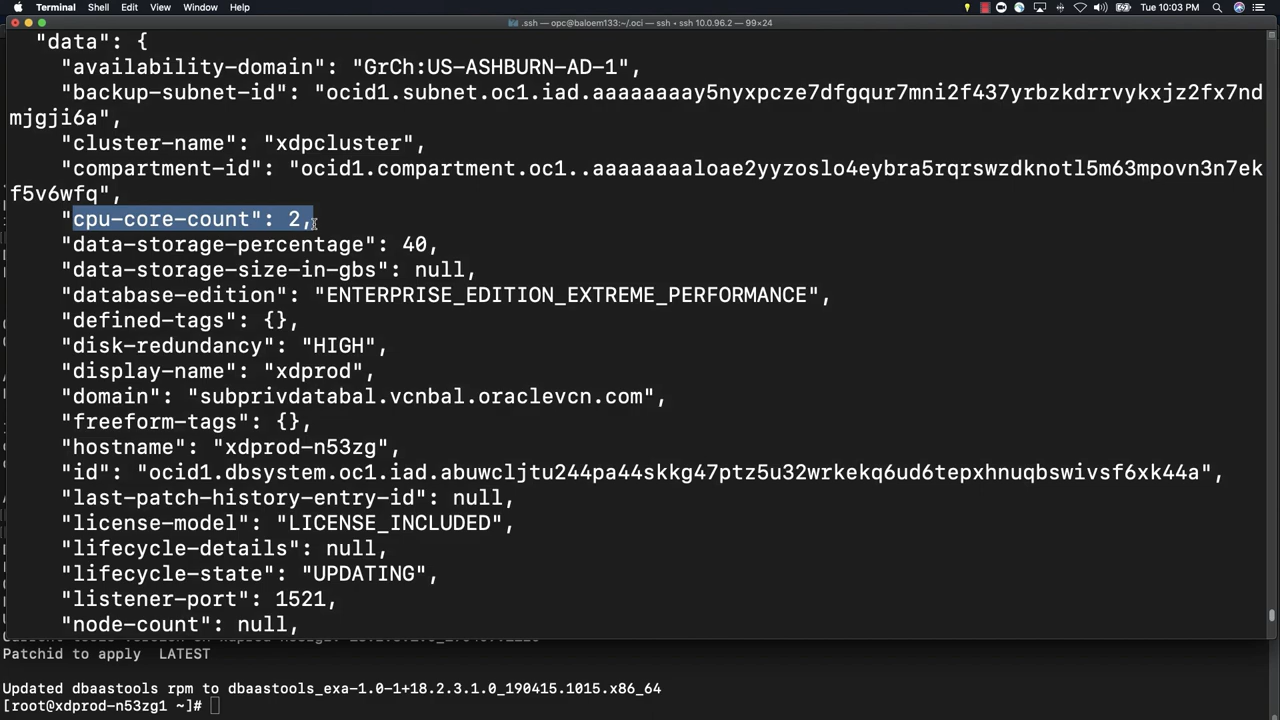 Terminal Shell Edit View Window Help
Tue 10:03 PM
.ssh — opc@baloem133:~/.oci — ssh • ssh 10.0.96.2 — 99×24
"data": {
"availability-domain": "GrCh:US-ASHBURN-AD-1",
"backup-subnet-id": "ocid1.subnet.oc1.iad.aaaaaaaay5nyxpcze7dfgqur7mni2f437yrbzkdrrvykxjz2fx7nd
mjgji6a",
"cluster-name": "xdpcluster",
"compartment-id": "ocid1.compartment.oc1..aaaaaaaaloae2yyzoslo4eybra5rqrswzdknotl5m63mpovn3n7ek
f5v6wfq",
"cpu-core-count": 2,
"data-storage-percentage": 40,
"data-storage-size-in-gbs": null,
"database-edition": "ENTERPRISE_EDITION_EXTREME_PERFORMANCE",
"defined-tags": {},
"disk-redundancy": "HIGH",
"display-name": "xdprod",
"domain": "subprivdatabal.vcnbal.oraclevcn.com",
"freeform-tags": {},
"hostname": "xdprod-n53zg",
"id": "ocid1.dbsystem.oc1.iad.abuwcljtu244pa44skkg47ptz5u32wrkekq6ud6tepxhnuqbswivsf6xk44a",
"last-patch-history-entry-id": null,
"license-model": "LICENSE_INCLUDED",
"lifecycle-details": null,
"lifecycle-state": "UPDATING",
"listener-port": 1521,
"node-count": null,
Patchid to apply LATEST
Updated dbaastools rpm to dbaastools_exa-1.0-1+18.2.3.1.0_190415.1015.x86_64
[root@xdprod-n53zg1 ~]#